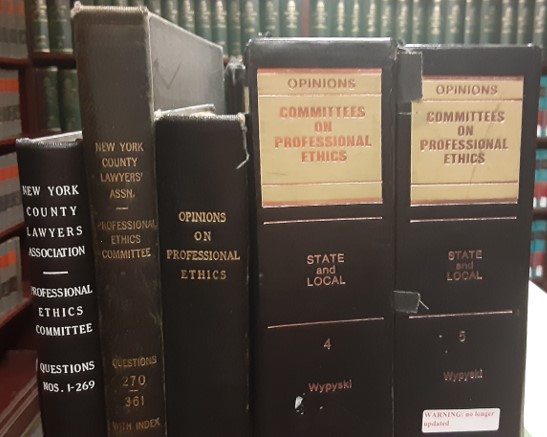 NEW YORK
COUNTY
LAWYERS
ASSOCIATION
PROFESSIONAL
ETHICS
COMMITTEE
QUESTIONS
NOS. 1-269
NEW YORK
COUNTY
LAWYERS'
ASSN.
PROFESSIONAL
ETHICS
COMMITTEE
QUESTIONS
270
361
WITH INDEX
OPINIONS
ON
PROFESSIONAL
ETHICS
OPINIONS
COMMITTEES
ON
PROFESSIONAL
ETHICS
STATE
and
LOCAL
4
Wypyski
OPINIONS
COMMITTEES
ON
PROFESSIONAL
ETHICS
STATE
and
LOCAL
5
Wypyski
WARNING: no longer
updated